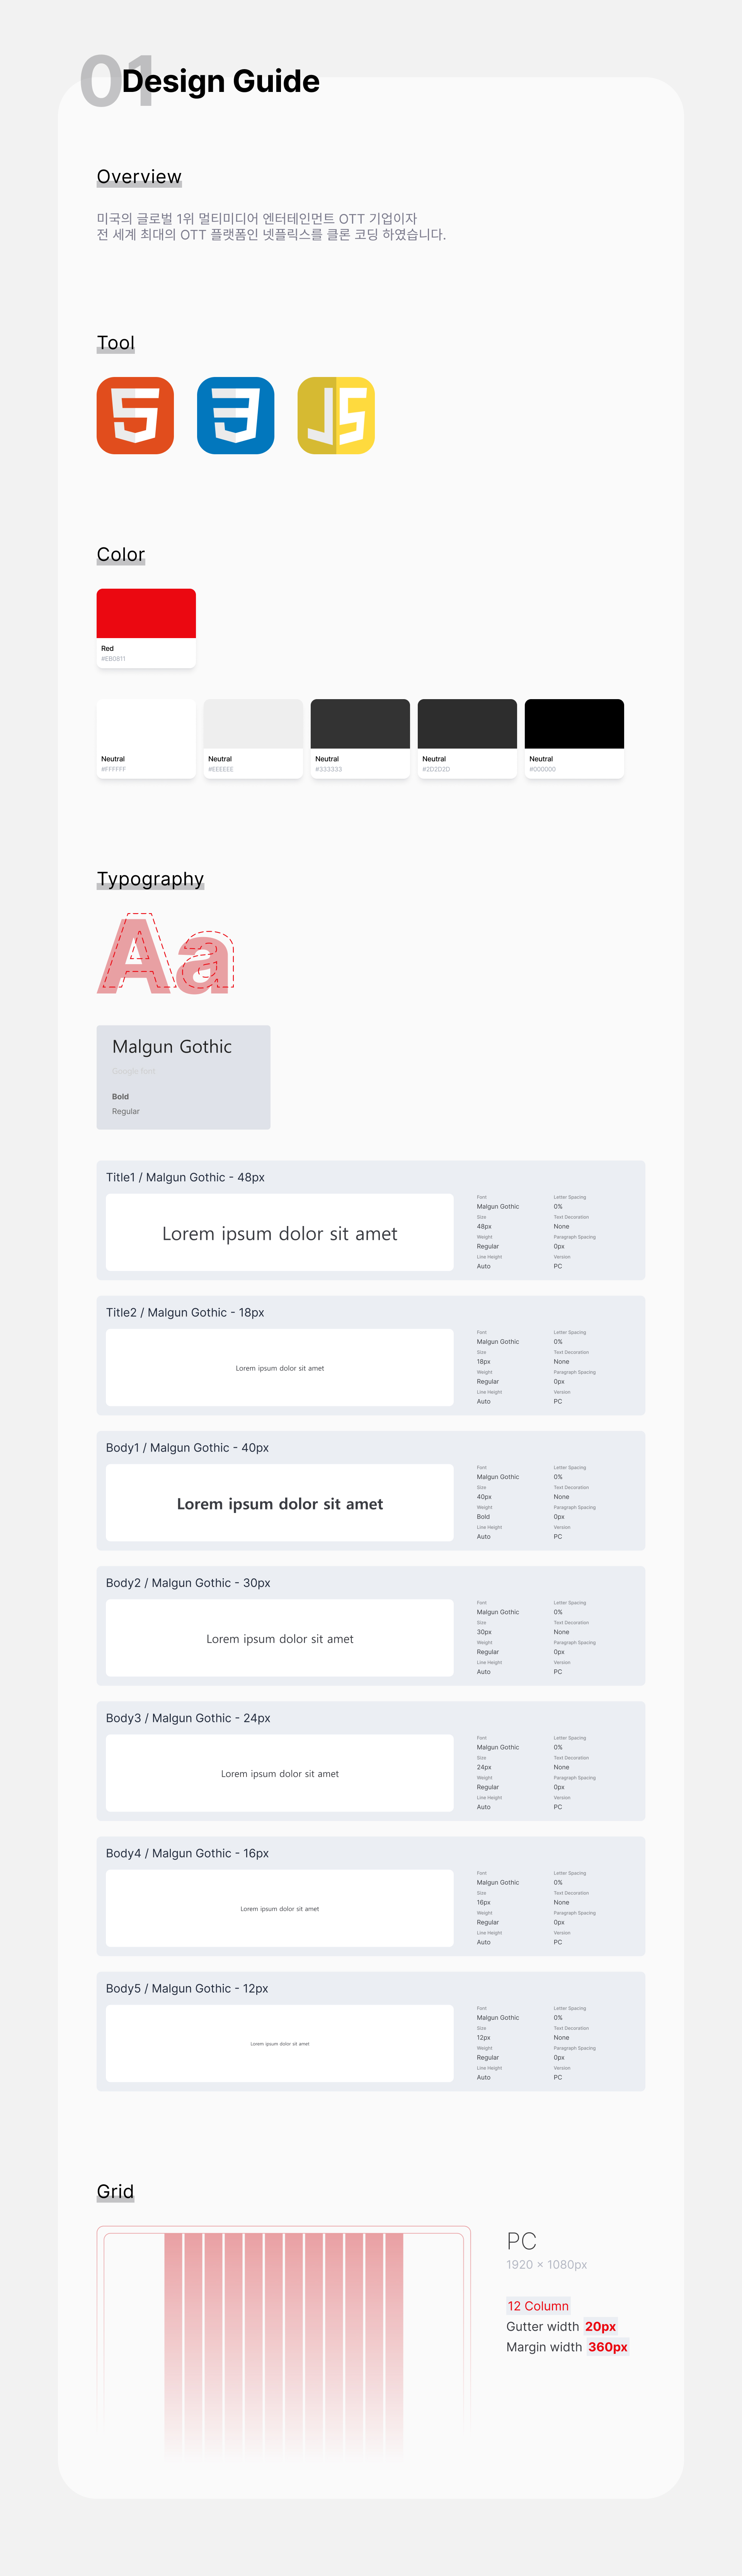 01
Design Guide
Overview
미국의 글로벌 1위 멀티미디어 엔터테인먼트 OTT 기업이자
전 세계 최대의 OTT 플랫폼인 넷플릭스를 클론 코딩 하였습니다.
Tool
5 3 JS
Color
Red
#EB0811
Neutral Neutral Neutral Neutral Neutral
#FFFFFF #EEEEEE #333333 #2D2D2D #000000
Typography
Aa
Malgun Gothic
Google font
Bold
Regular
Title1 / Malgun Gothic - 48px
Lorem ipsum dolor sit amet
Font Letter Spacing
Malgun Gothic 0%
Size Text Decoration
48px None
Weight Paragraph Spacing
Regular 0px
Line Height Version
Auto PC
Title2 / Malgun Gothic - 18px
Lorem ipsum dolor sit amet
Font Letter Spacing
Malgun Gothic 0%
Size Text Decoration
18px None
Weight Paragraph Spacing
Regular 0px
Line Height Version
Auto PC
Body1 / Malgun Gothic - 40px
Lorem ipsum dolor sit amet
Font Letter Spacing
Malgun Gothic 0%
Size Text Decoration
40px None
Weight Paragraph Spacing
Bold 0px
Line Height Version
Auto PC
Body2 / Malgun Gothic - 30px
Lorem ipsum dolor sit amet
Font Letter Spacing
Malgun Gothic 0%
Size Text Decoration
30px None
Weight Paragraph Spacing
Regular 0px
Line Height Version
Auto PC
Body3 / Malgun Gothic - 24px
Lorem ipsum dolor sit amet
Font Letter Spacing
Malgun Gothic 0%
Size Text Decoration
24px None
Weight Paragraph Spacing
Regular 0px
Line Height Version
Auto PC
Body4 / Malgun Gothic - 16px
Lorem ipsum dolor sit amet
Font Letter Spacing
Malgun Gothic 0%
Size Text Decoration
16px None
Weight Paragraph Spacing
Regular 0px
Line Height Version
Auto PC
Body5 / Malgun Gothic - 12px
Lorem ipsum dolor sit amet
Font Letter Spacing
Malgun Gothic 0%
Size Text Decoration
12px None
Weight Paragraph Spacing
Regular 0px
Line Height Version
Auto PC
Grid
PC
1920 × 1080px
12 Column
Gutter width 20px
Margin width 360px